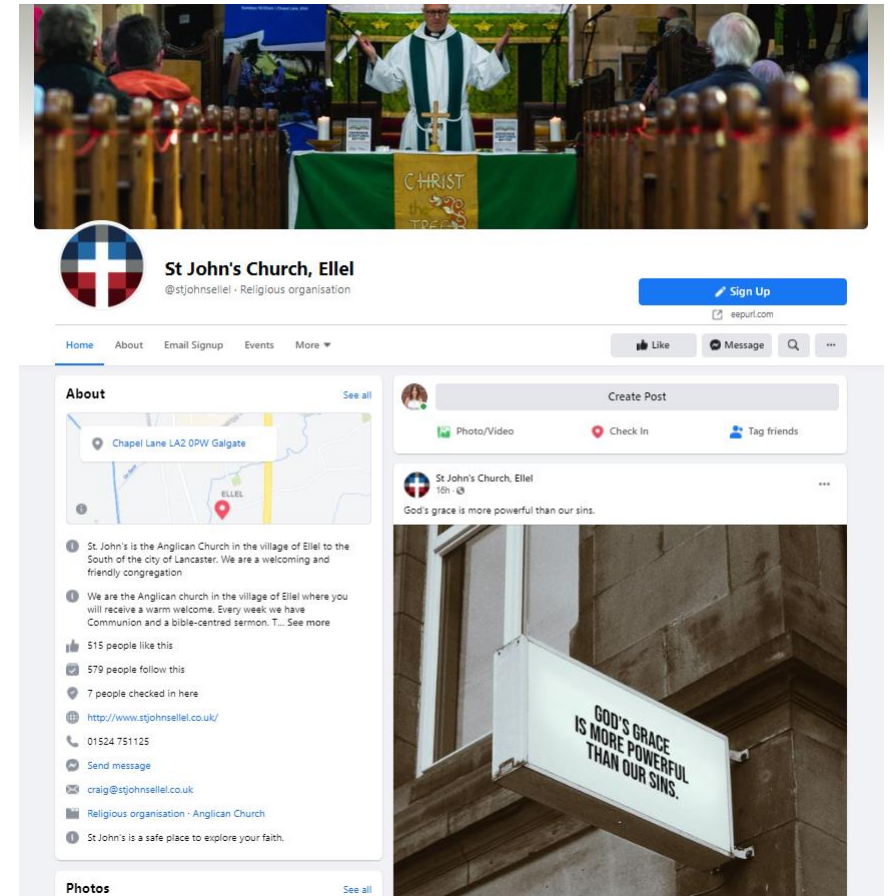 CHRIST
the
TREE
St John's Church, Ellel
@stjohnsellel · Religious organisation
Sign Up
eepurl.com
Home About Email Signup Events More
Like Message
About See all
Chapel Lane LA2 0PW Galgate
ELLEL
St. John's is the Anglican Church in the village of Ellel to the
South of the city of Lancaster. We are a welcoming and
friendly congregation
We are the Anglican church in the village of Ellel where you
will receive a warm welcome. Every week we have
Communion and a bible-centred sermon. T... See more
515 people like this
579 people follow this
7 people checked in here
http://www.stjohnsellel.co.uk/
01524 751125
Send message
craig@stjohnsellel.co.uk
Religious organisation · Anglican Church
St John's is a safe place to explore your faith.
Photos See all
Create Post
Photo/Video Check In Tag friends
St John's Church, Ellel
16h ·
God's grace is more powerful than our sins.
GOD'S GRACE
IS MORE POWERFUL
THAN OUR SINS.